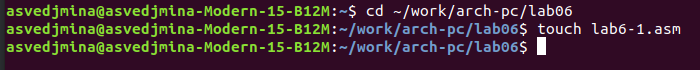 asvedjmina@asvedjmina-Modern-15-B12M:~$ cd ~/work/arch-pc/lab06
asvedjmina@asvedjmina-Modern-15-B12M:~/work/arch-pc/lab06$ touch lab6-1.asm
asvedjmina@asvedjmina-Modern-15-B12M:~/work/arch-pc/lab06$